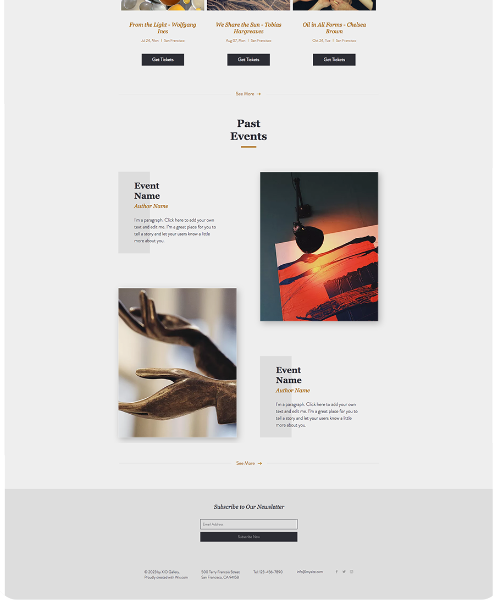 From the Light - Wolfgang
Ines
We Share the Sun - Tobias
Hargreaves
Oil in All Forms - Chelsea
Brown
Jul 24, Mon. | San Francisco
Aug 07, Mon. | San Francisco
San Francisco
Get Tickets
Get Tickets
Get Tickets
See More →
Past
Events
Event
Name
Author Name
I'm a paragraph. Click here to add your own
text and edit me. I'm a great place for you to
tell a story and let your users know a little
more about you.
Event
Name
Author Name
I'm a paragraph. Click here to add your own
text and edit me. I'm a great place for you to
tell a story and let your users know a little
more about you.
See More →
Subscribe to Our Newsletter
Email Address
Subscribe Now
© 2023 by
Proudly created with Wix.com
500 Terry Francois Street
San Francisco, CA 94158
Tel: 123-456-7890
info@mysite.com